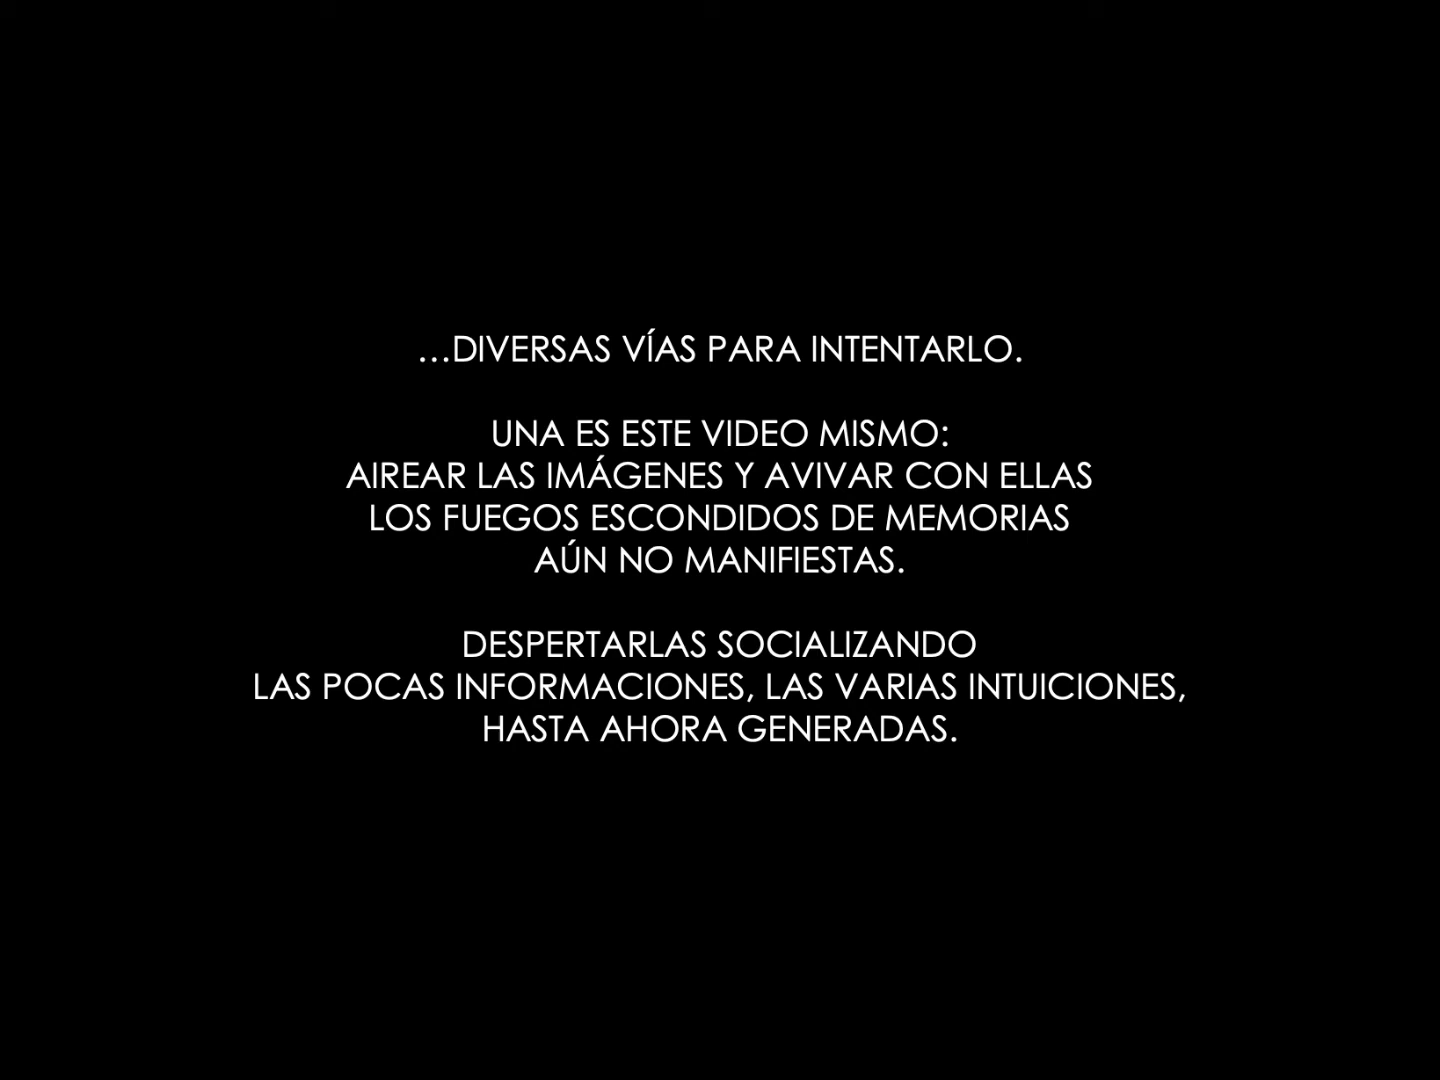 …DIVERSAS VÍAS PARA INTENTARLO.
UNA ES ESTE VIDEO MISMO:
AIREAR LAS IMÁGENES Y AVIVAR CON ELLAS
LOS FUEGOS ESCONDIDOS DE MEMORIAS
AÚN NO MANIFIESTAS.
DESPERTARLAS SOCIALIZANDO
LAS POCAS INFORMACIONES, LAS VARIAS INTUICIONES,
HASTA AHORA GENERADAS.